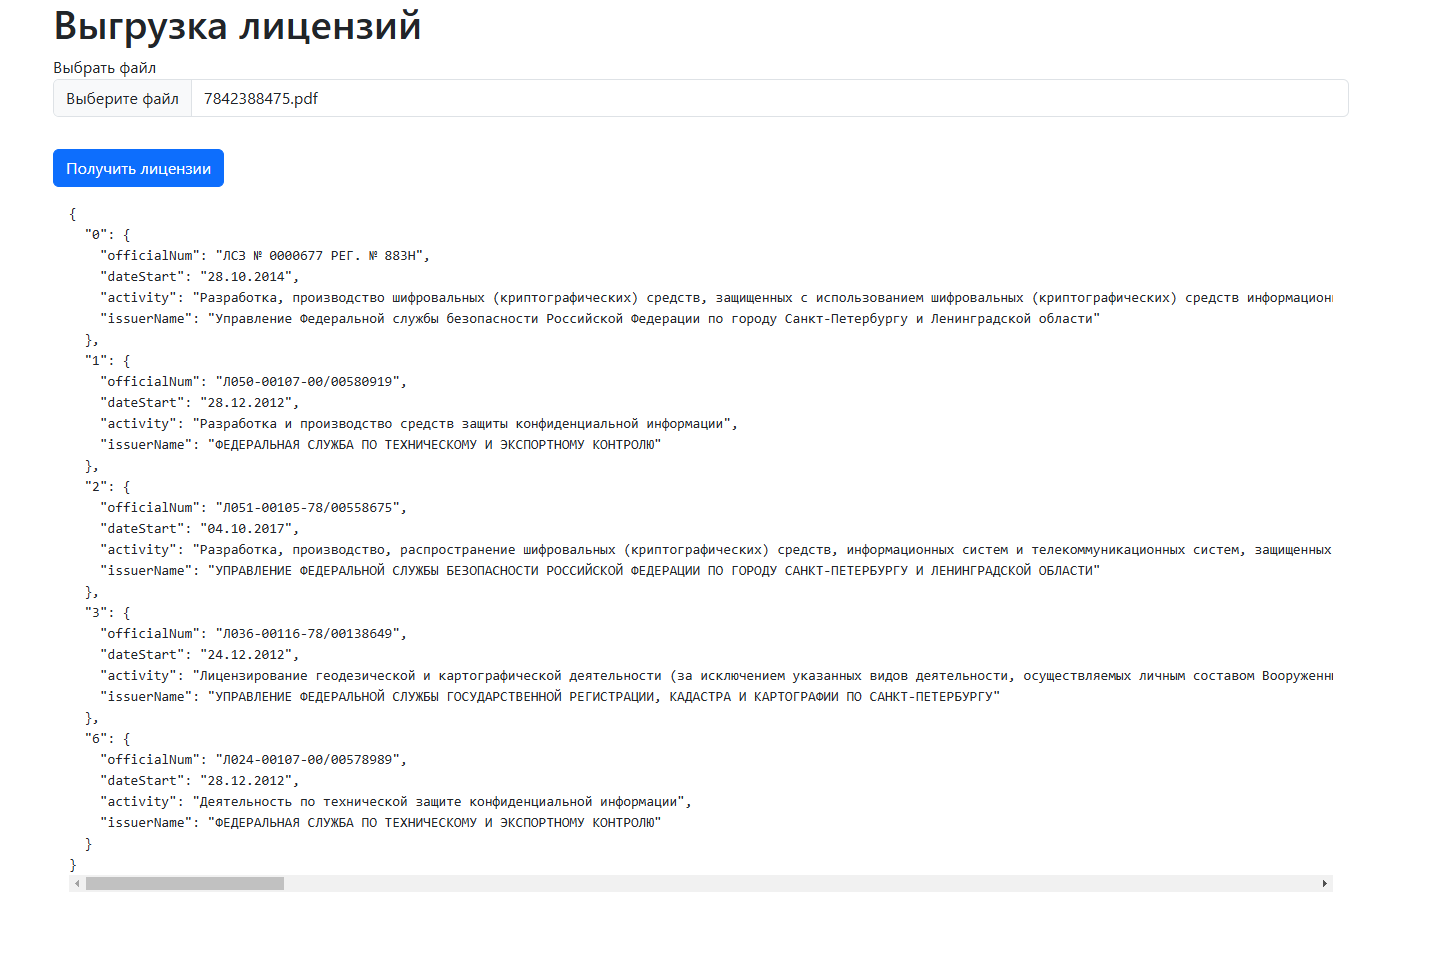 Выгрузка лицензий
Выбрать файл
Выберите файл 7842388475.pdf
Получить лицензии
{
"0": {
"officialNum": "ЛСЗ № 0000677 РЕГ. № 883Н",
"dateStart": "28.10.2014",
"activity": "Разработка, производство шифровальных (криптографических) средств, защищенных с использованием шифровальных (криптографических) средств информационн
"issuerName": "Управление Федеральной службы безопасности Российской Федерации по городу Санкт-Петербургу и Ленинградской области"
},
"1": {
"officialNum": "Л050-00107-00/00580919",
"dateStart": "28.12.2012",
"activity": "Разработка и производство средств защиты конфиденциальной информации",
"issuerName": "ФЕДЕРАЛЬНАЯ СЛУЖБА ПО ТЕХНИЧЕСКОМУ И ЭКСПОРТНОМУ КОНТРОЛЮ"
},
"2": {
"officialNum": "Л051-00105-78/00558675",
"dateStart": "04.10.2017",
"activity": "Разработка, производство, распространение шифровальных (криптографических) средств, информационных систем и телекоммуникационных систем, защищенных
"issuerName": "УПРАВЛЕНИЕ ФЕДЕРАЛЬНОЙ СЛУЖБЫ БЕЗОПАСНОСТИ РОССИЙСКОЙ ФЕДЕРАЦИИ ПО ГОРОДУ САНКТ-ПЕТЕРБУРГУ И ЛЕНИНГРАДСКОЙ ОБЛАСТИ"
},
"3": {
"officialNum": "Л036-00116-78/00138649",
"dateStart": "24.12.2012",
"activity": "Лицензирование геодезической и картографической деятельности (за исключением указанных видов деятельности, осуществляемых личным составом Вооруженн
"issuerName": "УПРАВЛЕНИЕ ФЕДЕРАЛЬНОЙ СЛУЖБЫ ГОСУДАРСТВЕННОЙ РЕГИСТРАЦИИ, КАДАСТРА И КАРТОГРАФИИ ПО САНКТ-ПЕТЕРБУРГУ"
},
"6": {
"officialNum": "Л024-00107-00/00578989",
"dateStart": "28.12.2012",
"activity": "Деятельность по технической защите конфиденциальной информации",
"issuerName": "ФЕДЕРАЛЬНАЯ СЛУЖБА ПО ТЕХНИЧЕСКОМУ И ЭКСПОРТНОМУ КОНТРОЛЮ"
}
}